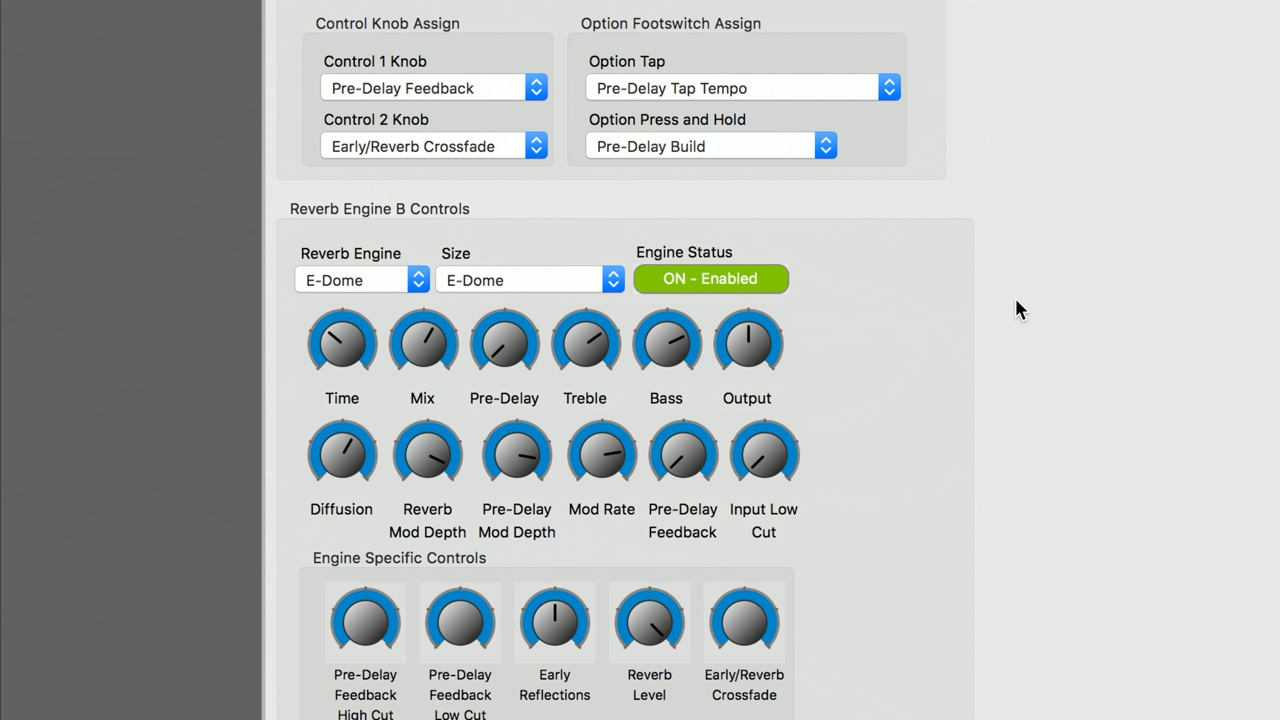 Control Knob Assign
Option Footswitch Assign
Control 1 Knob
Option Tap
Pre-Delay Feedback
Pre-Delay Tap Tempo
Control 2 Knob
Option Press and Hold
Early/Reverb Crossfade
Pre-Delay Build
Reverb Engine B Controls
Reverb Engine
Size
Engine Status
E-Dome
E-Dome
ON - Enabled
Time
Mix
Pre-Delay
Treble
Bass
Output
Diffusion
Reverb
Mod Depth
Pre-Delay
Mod Depth
Mod Rate
Pre-Delay
Feedback
Input Low
Cut
Engine Specific Controls
Pre-Delay
Feedback
High Cut
Pre-Delay
Feedback
Low Cut
Early
Reflections
Reverb
Level
Early/Reverb
Crossfade